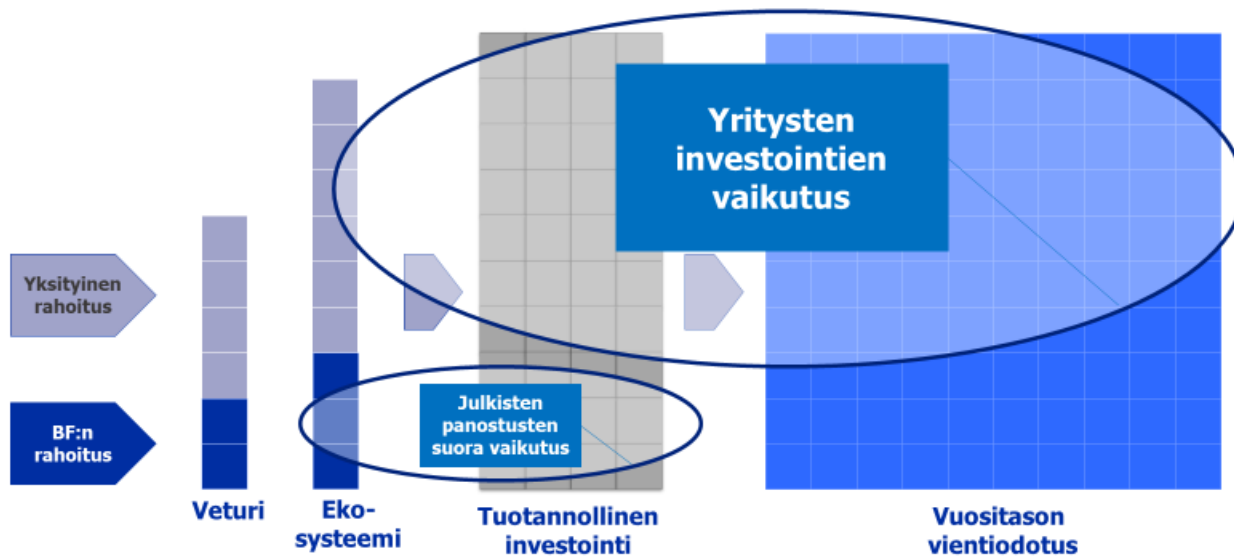 Yritysten
investointien
vaikutus
Yksityinen
rahoitus
BF:n
rahoitus
Julkisten
panostusten
suora vaikutus
Veturi
Eko-
systeemi
Tuotannollinen
investointi
Vuositason
vientiodotus